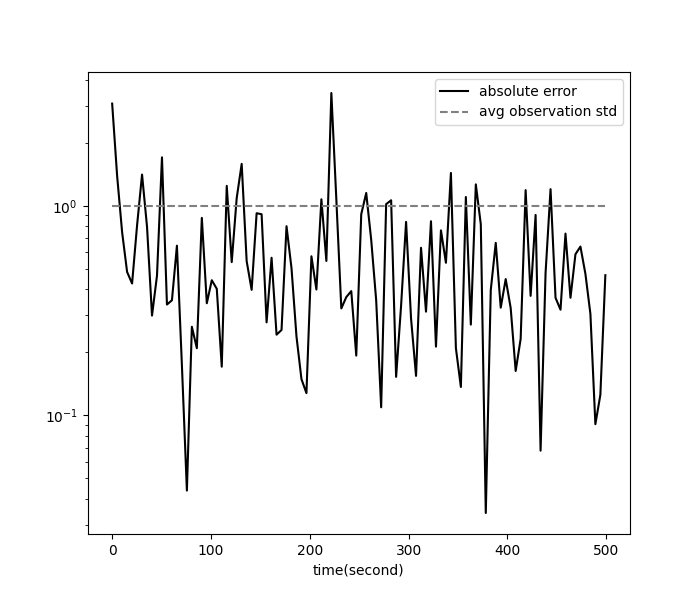 absolute error
avg observation std
10⁰
10⁻¹
0 100 200 300 400 500
time(second)